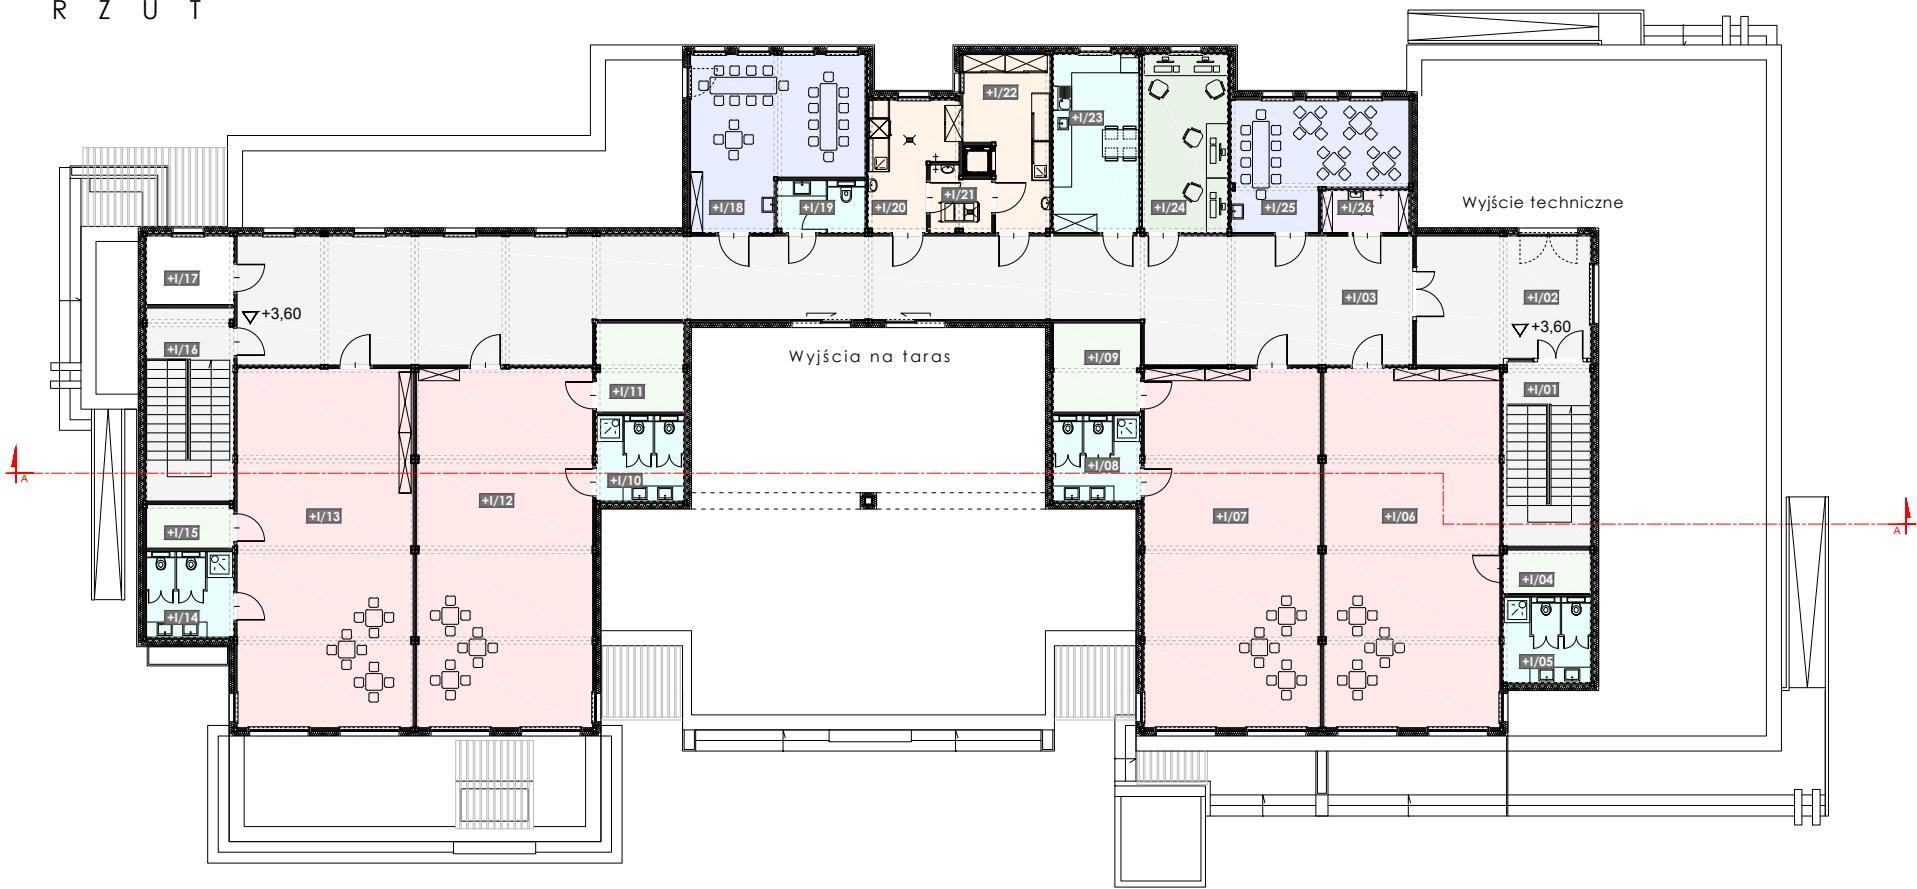 R Z U T
+I/22
+I/23
+I/18
+I/19
+I/20
+I/21
+I/24
+I/25
+I/26
Wyjście techniczne
+I/17
+3,60
+I/03
+I/02
+3,60
+I/16
Wyjścia na taras
+I/09
+I/11
+I/01
+I/08
+I/10
A
+I/12
+I/13
+I/07
+I/06
A
+I/15
+I/04
+I/14
+I/05